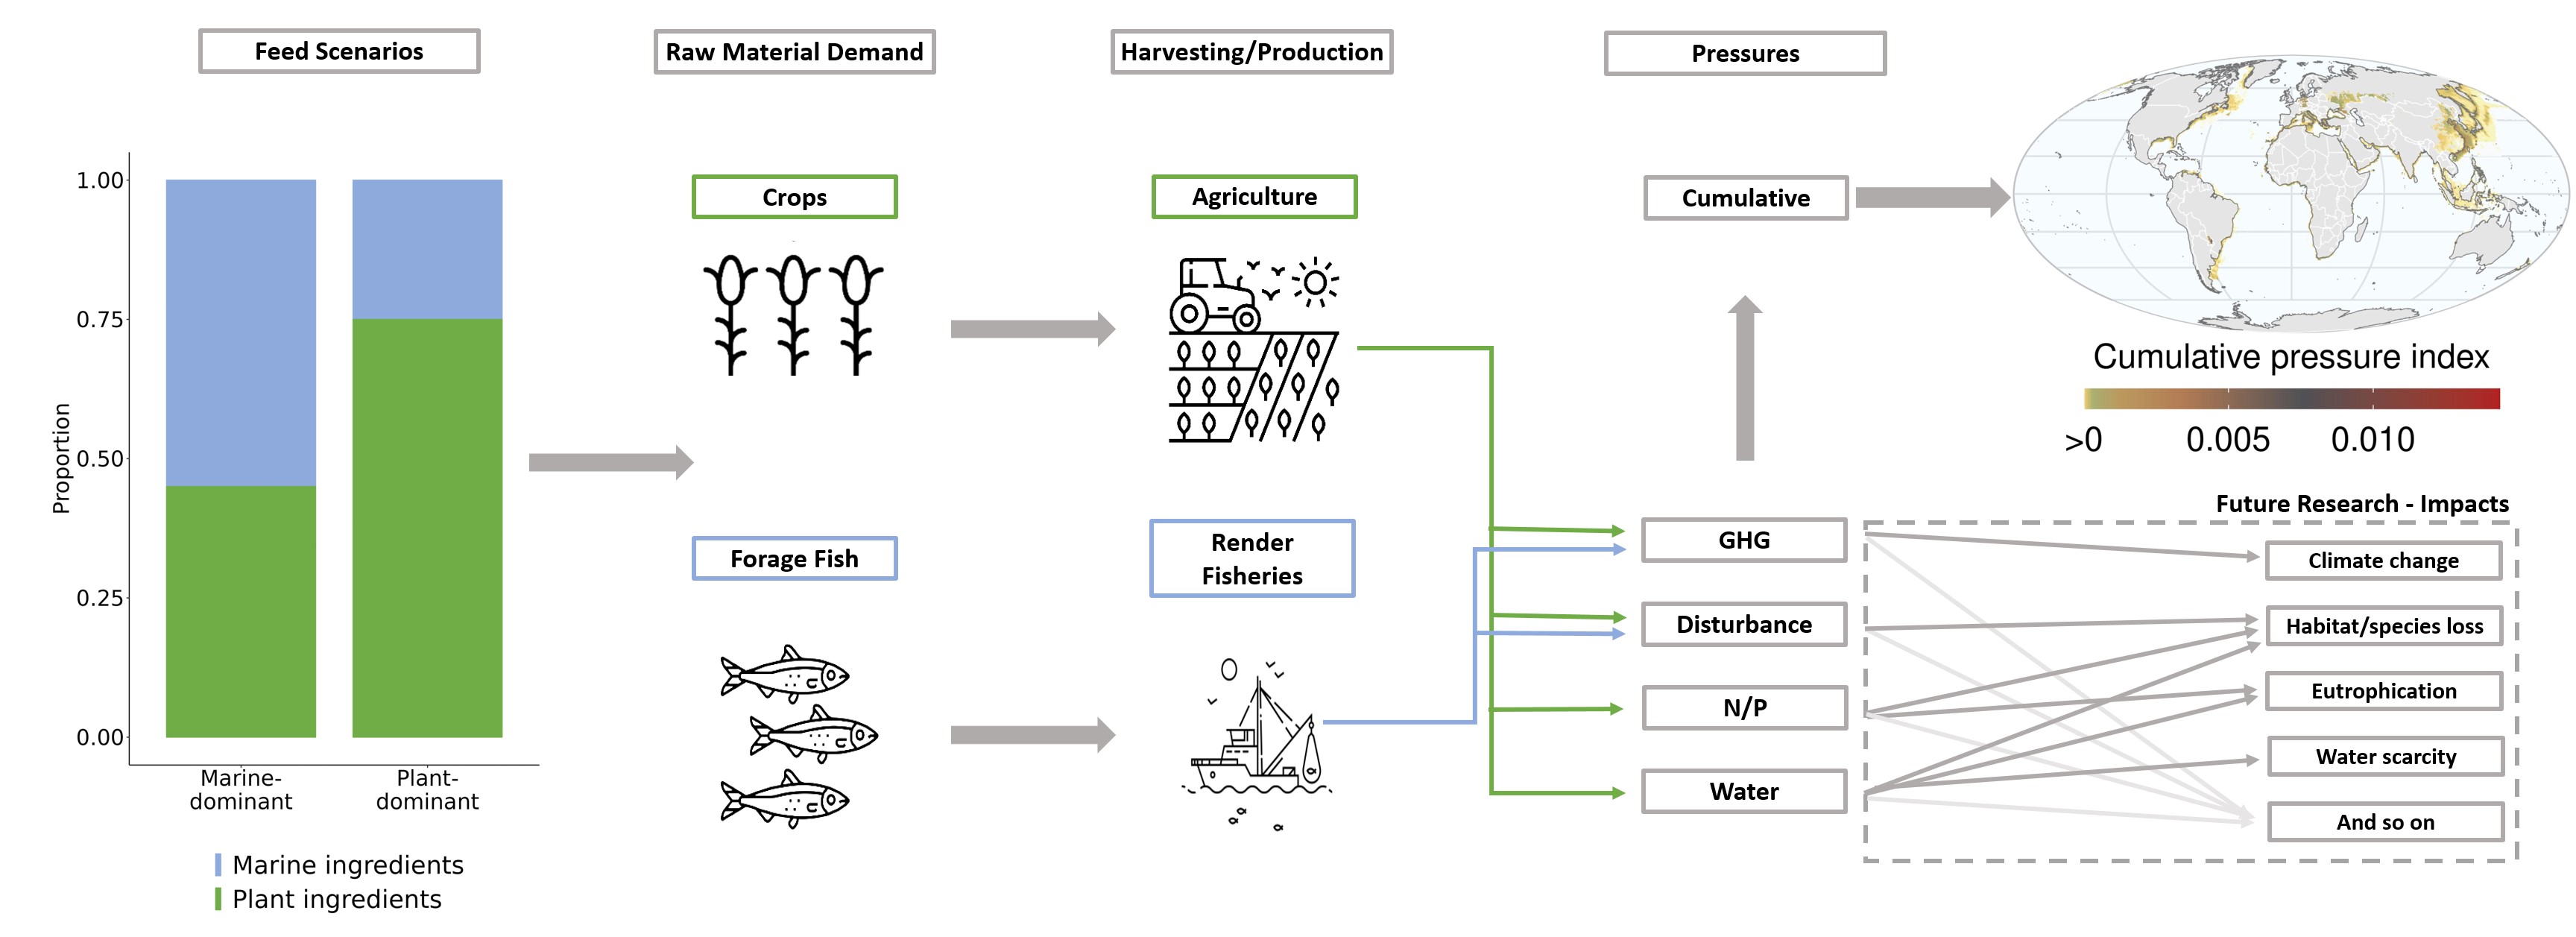 Feed Scenarios
Raw Material Demand
Harvesting/Production
Pressures
1.00
0.75
0.50
0.25
0.00
Proportion
Marine-
dominant
Plant-
dominant
Marine ingredients
Plant ingredients
Crops
Forage Fish
Agriculture
Render
Fisheries
Cumulative
GHG
Disturbance
N/P
Water
Cumulative pressure index
>0
0.005
0.010
Future Research - Impacts
Climate change
Habitat/species loss
Eutrophication
Water scarcity
And so on